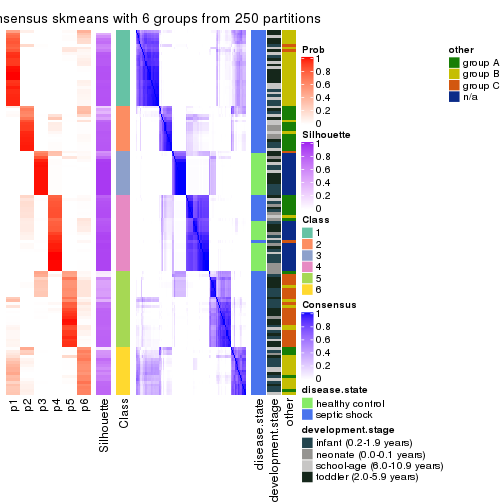 nsensus skmeans with 6 groups from 250 partitions
Prob
1
0.8
0.6
0.4
0.2
0
Silhouette
1
0.8
0.6
0.4
0.2
0
Class
1
2
3
4
5
6
Consensus
1
0.8
0.6
0.4
0.2
0
disease.state
healthy control
septic shock
development.stage
infant (0.2-1.9 years)
neonate (0.0-0.1 years)
school-age (6.0-10.9 years)
toddler (2.0-5.9 years)
other
group A
group B
group C
n/a
p1
p2
p3
p4
p5
p6
Silhouette
Class
disease.state
development.stage
other